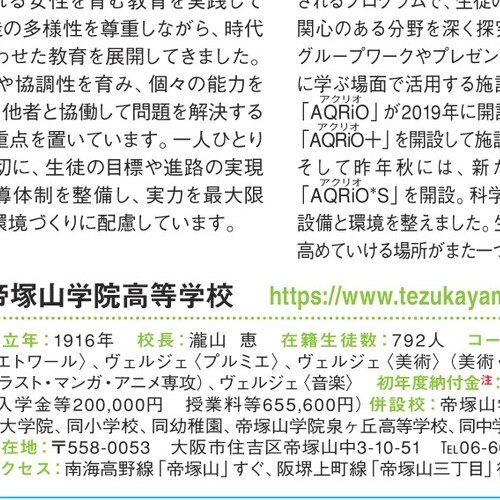 れる女性を育む教育を実践して
徒の多様性を尊重しながら、時代
わせた教育を展開してきました。
や協調性を育み、個々の能力を
他者と協働して問題を解決する
重点を置いています。一人ひとり
切に、生徒の目標や進路の実現
導体制を整備し、実力を最大限
環境づくりに配慮しています。
されるプログラムで、生徒の
関心のある分野を深く探究
グループワークやプレゼン
に学ぶ場面で活用する施設
アクリオ
「AQRiO」が2019年に開設
アクリオ
「AQRiO＋」を開設して施設
そして昨年秋には、新た
アクリオ
「AQRiO*S」を開設。科学
設備と環境を整えました。生
高めていける場所がまた一つ
帝塚山学院高等学校 https://www.tezukayam
立年：1916年 校長：瀧山 恵 在籍生徒数：792人 コー
エトワール〉、ヴェルジェ〈プルミエ〉、ヴェルジェ〈美術〉（美術・
ラスト・マンガ・アニメ専攻）、ヴェルジェ〈音楽〉 初年度納付金注：
入学金等200,000円 授業料等655,600円） 併設校：帝塚山
大学院、同小学校、同幼稚園、帝塚山学院泉ヶ丘高等学校、同中学
在地：〒558-0053 大阪市住吉区帝塚山中3-10-51 TEL06-6
クセス：南海高野線「帝塚山」すぐ、阪堺上町線「帝塚山三丁目」